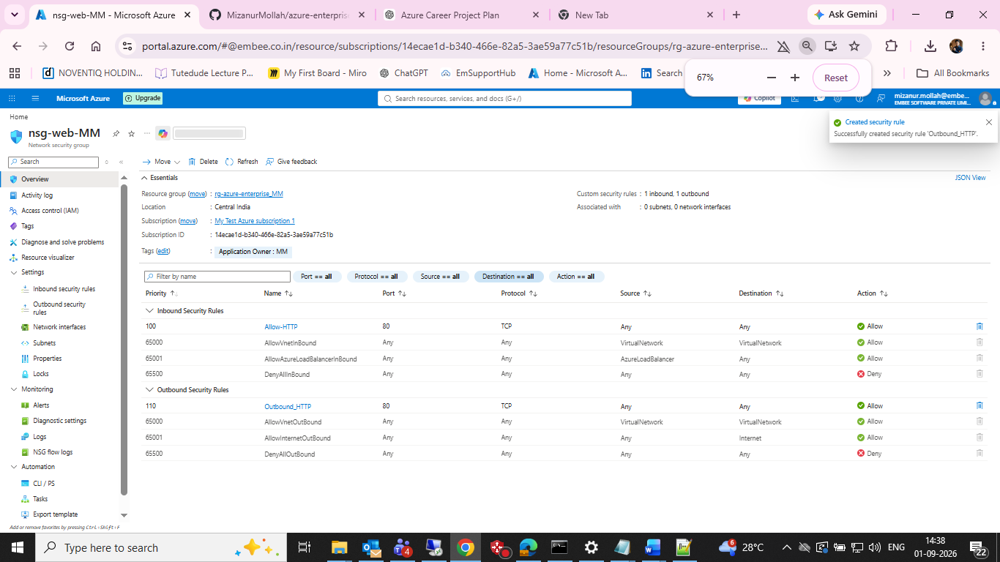 nsg-web-MM - Microsoft Azure
MizanurMollah/azure-enterpris
Azure Career Project Plan
New Tab
Ask Gemini
portal.azure.com/#@embee.co.in/resource/subscriptions/14ecae1d-b340-466e-82a5-3ae59a77c51b/resourceGroups/rg-azure-enterprise...
NOVENTIQ HOLDIN...
Tutedude Lecture P...
My First Board - Miro
ChatGPT
EmSupportHub
Home - Microsoft A...
Search
All Bookmarks
67%
Reset
Microsoft Azure
Upgrade
Search resources, services, and docs (G+/)
Copilot
mizanur.mollah@embe...
EMBEE SOFTWARE PRIVATE LIMI...
Home
Created security rule
Successfully created security rule 'Outbound_HTTP'.
nsg-web-MM
Network security group
Search
Overview
Activity log
Access control (IAM)
Tags
Diagnose and solve problems
Resource visualizer
Settings
Inbound security rules
Outbound security
rules
Network interfaces
Subnets
Properties
Locks
Monitoring
Alerts
Diagnostic settings
Logs
NSG flow logs
Automation
CLI / PS
Tasks
Export template
Add or remove favorites by pressing Ctrl+Shift+F
Move
Delete
Refresh
Give feedback
Essentials
JSON View
Resource group (move) : rg-azure-enterprise_MM
Location : Central India
Subscription (move) : My Test Azure subscription 1
Subscription ID : 14ecae1d-b340-466e-82a5-3ae59a77c51b
Tags (edit) : Application Owner : MM
Custom security rules : 1 inbound, 1 outbound
Associated with : 0 subnets, 0 network interfaces
Filter by name
Port == all
Protocol == all
Source == all
Destination == all
Action == all
Priority Name Port Protocol Source Destination Action
Inbound Security Rules
100 Allow-HTTP 80 TCP Any Any Allow
65000 AllowVnetInBound Any Any VirtualNetwork VirtualNetwork Allow
65001 AllowAzureLoadBalancerInBound Any Any AzureLoadBalancer Any Allow
65500 DenyAllInBound Any Any Any Any Deny
Outbound Security Rules
110 Outbound_HTTP 80 TCP Any Any Allow
65000 AllowVnetOutBound Any Any VirtualNetwork VirtualNetwork Allow
65001 AllowInternetOutBound Any Any Any Internet Allow
65500 DenyAllOutBound Any Any Any Any Deny
Type here to search
4
6
28°C
ENG
14:38
01-09-2026
22